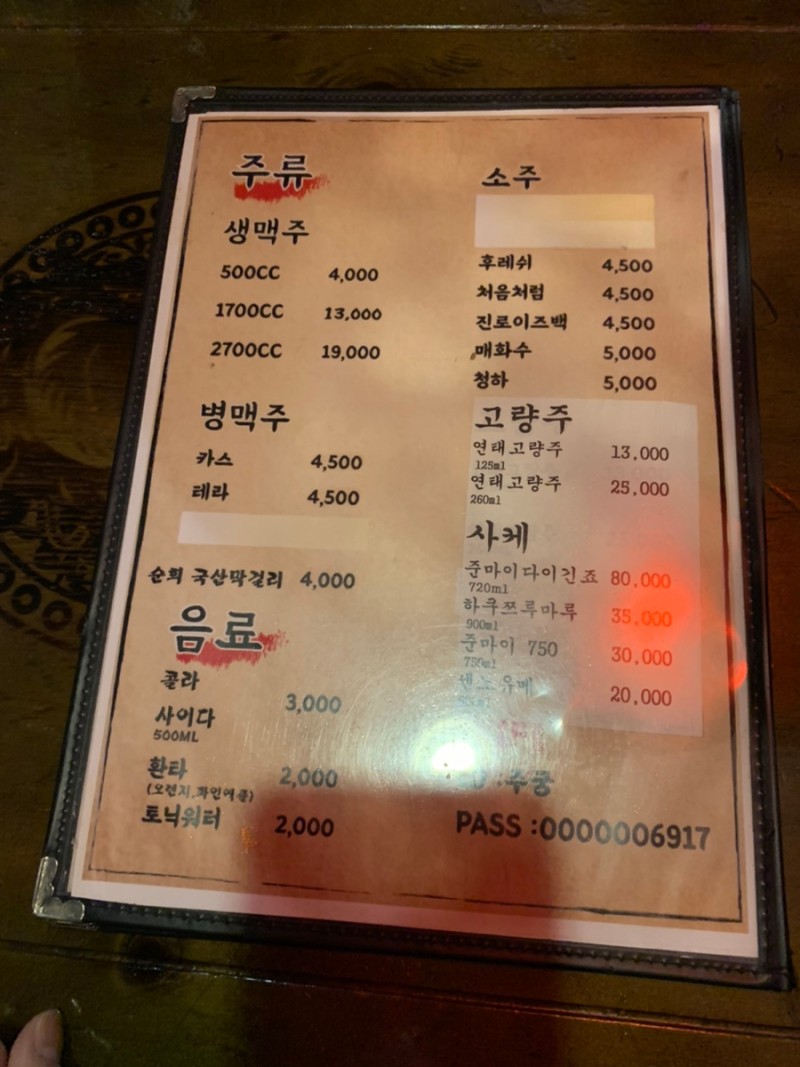 주류
생맥주
500CC 4,000
1700CC 13,000
2700CC 19,000
병맥주
카스 4,500
테라 4,500
순희 국산막걸리 4,000
음료
콜라
사이다 3,000
500ML
환타 2,000
(오렌지,파인애플)
토닉워터 2,000
소주
후레쉬 4,500
처음처럼 4,500
진로이즈백 4,500
매화수 5,000
청하 5,000
고량주
연태고량주 13,000
125ml
연태고량주 25,000
260ml
사케
준마이다이긴죠 80,000
720ml
하쿠쯔루마루 35,000
900ml
준마이 750 30,000
750ml
유메 20,000
주궁
PASS :0000006917